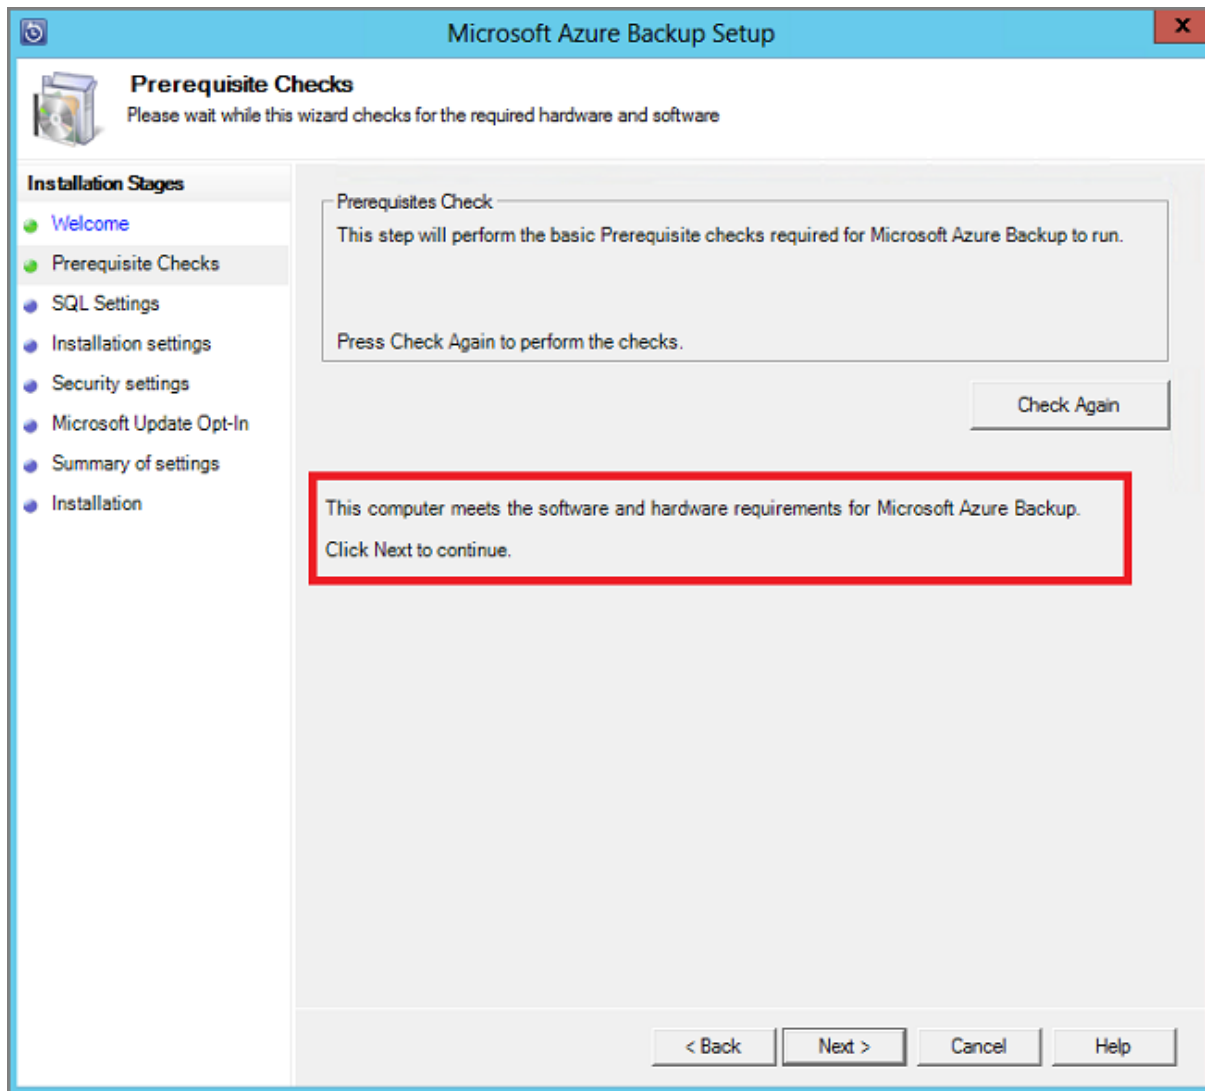 Microsoft Azure Backup Setup
x
Prerequisite Checks
Please wait while this wizard checks for the required hardware and software
Installation Stages
Welcome
Prerequisite Checks
SQL Settings
Installation settings
Security settings
Microsoft Update Opt-In
Summary of settings
Installation
Prerequisites Check
This step will perform the basic Prerequisite checks required for Microsoft Azure Backup to run.
Press Check Again to perform the checks.
Check Again
This computer meets the software and hardware requirements for Microsoft Azure Backup.
Click Next to continue.
< Back Next > Cancel Help